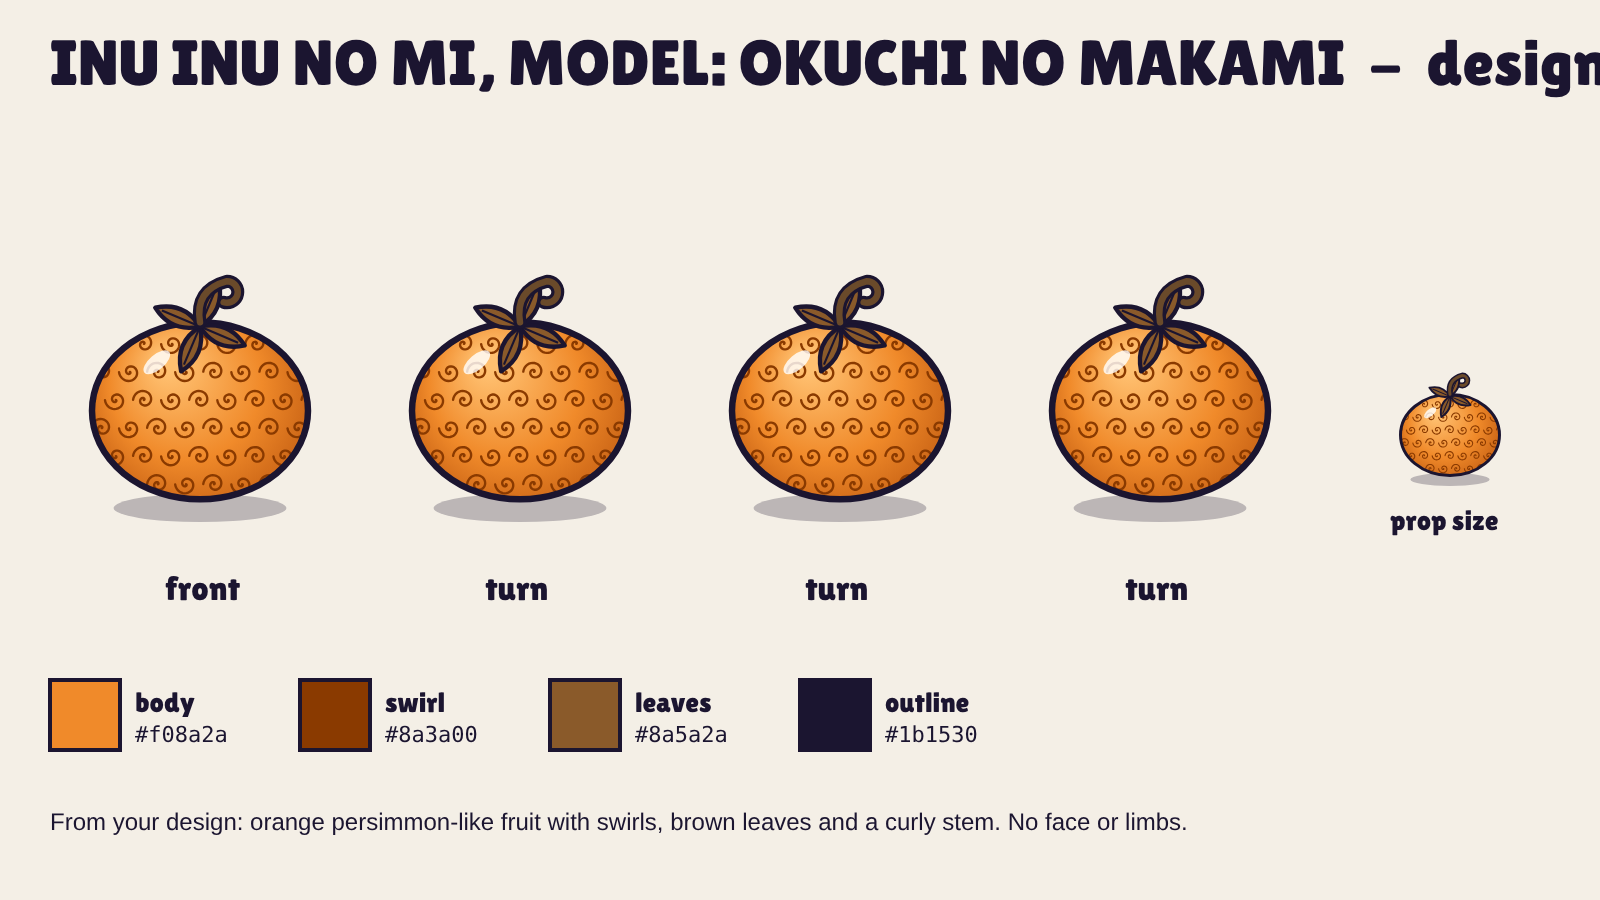 INU INU NO MI, MODEL: OKUCHI NO MAKAMI – design
prop size
front turn turn turn
body swirl leaves outline
#f08a2a #8a3a00 #8a5a2a #1b1530
From your design: orange persimmon-like fruit with swirls, brown leaves and a curly stem. No face or limbs.